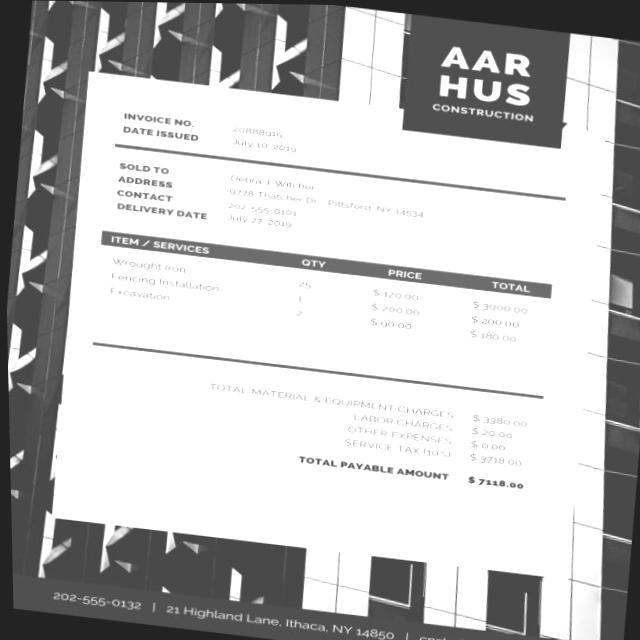 AAR
HUS
CONSTRUCTION
INVOICE NO. 20888915
DATE ISSUED July 10, 2019
SOLD TO Debra J. Witcher
ADDRESS 9778 Thatcher Dr. Pittsford, NY 14534
CONTACT 202-555-0191
DELIVERY DATE July 27, 2019
ITEM / SERVICES QTY PRICE TOTAL
Wrought Iron 25 $ 120.00 $ 3000.00
Fencing Installation 1 $ 200.00 $ 200.00
Excavation 2 $ 90.00 $ 180.00
TOTAL MATERIAL & EQUIPMENT CHARGES $ 3380.00
LABOR CHARGES $ 20.00
OTHER EXPENSES $ 0.00
SERVICE TAX (10%) $ 3718.00
TOTAL PAYABLE AMOUNT $ 7118.00
202-555-0132 | 21 Highland Lane, Ithaca, NY 14850 |